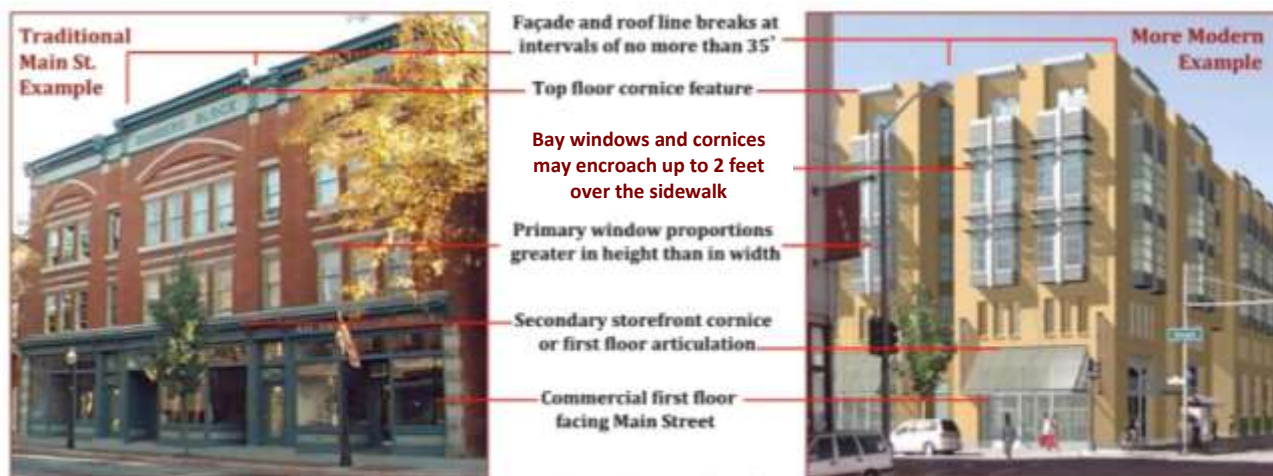 Traditional
Main St.
Example
Façade and roof line breaks at
intervals of no more than 35'
More Modern
Example
Top floor cornice feature
Bay windows and cornices
may encroach up to 2 feet
over the sidewalk
Primary window proportions
greater in height than in width
Secondary storefront cornice
or first floor articulation
Commercial first floor
facing Main Street
BLOCK